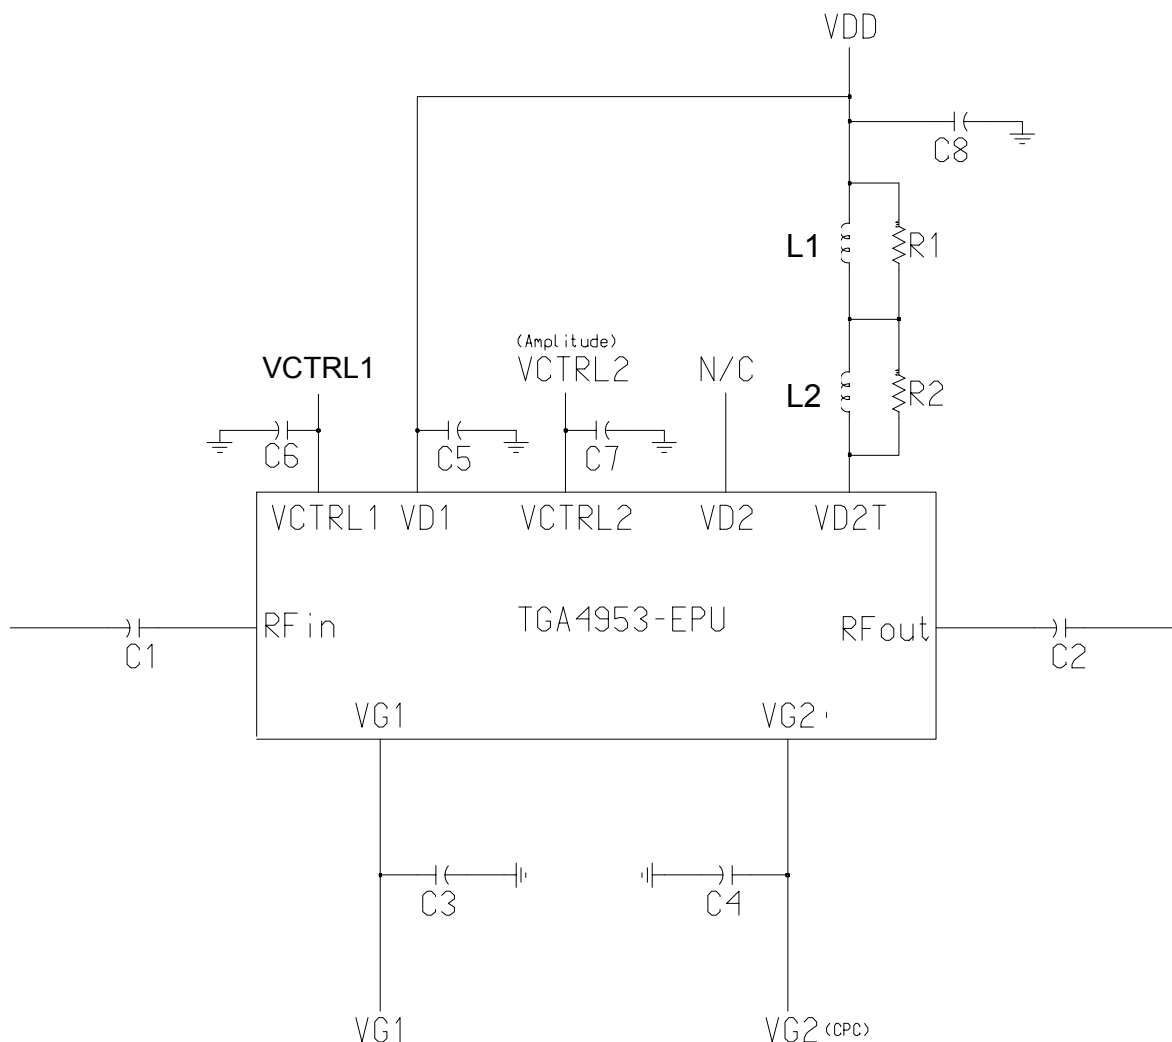 VDD
C8
L1 R1
(Amplitude)
VCTRL1 VCTRL2 N/C
L2 R2
C6 C5 C7
VCTRL1 VD1 VCTRL2 VD2 VD2T
RFin TGA4953-EPU RFout
C1 C2
VG1 VG2
C3 C4
VG1 VG2 (CPC)